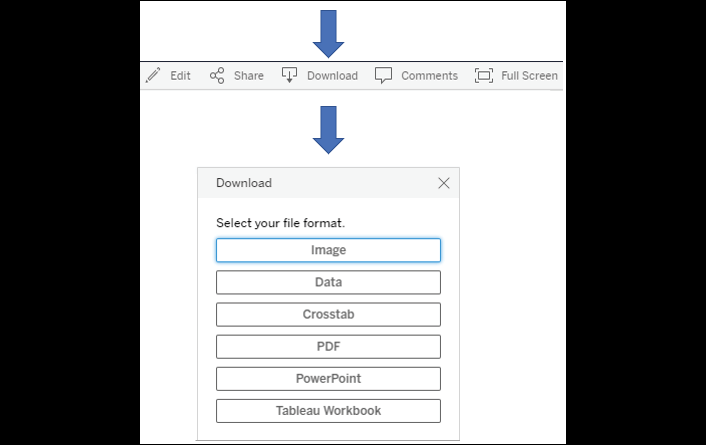 Edit Share Download Comments Full Screen
Download
Select your file format.
Image
Data
Crosstab
PDF
PowerPoint
Tableau Workbook